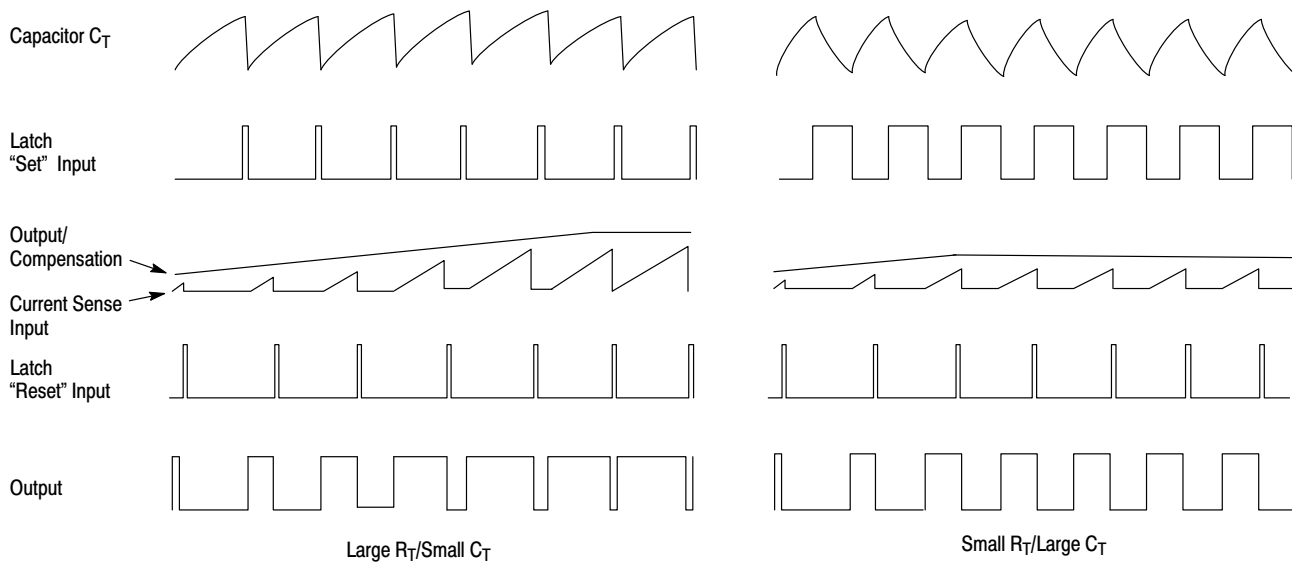 Capacitor CT
Latch
“Set” Input
Output/
Compensation
Current Sense
Input
Latch
“Reset” Input
Output
Large RT/Small CT
Small RT/Large CT